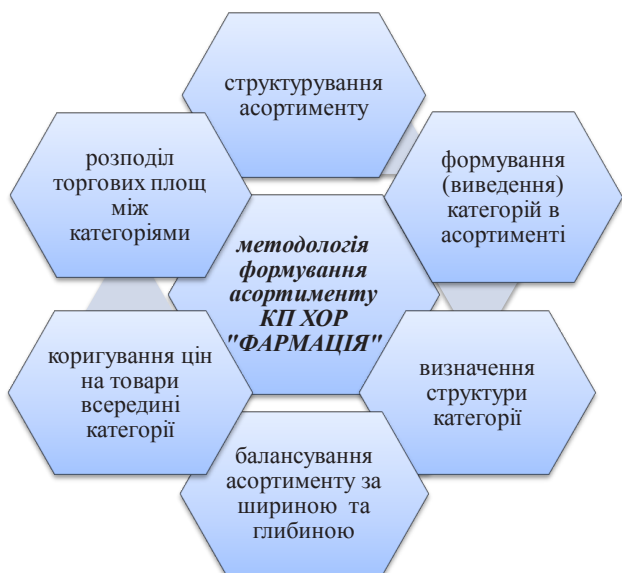 структурування
асортименту
формування
(виведення)
категорій в
асортименті
визначення
структури
категорії
балансування
асортименту за
шириною та
глибиною
коригування цін
на товари
всередині
категорії
розподіл
торгових площ
між
категоріями
методологія
формування
асортименту
КП ХОР
"ФАРМАЦІЯ"